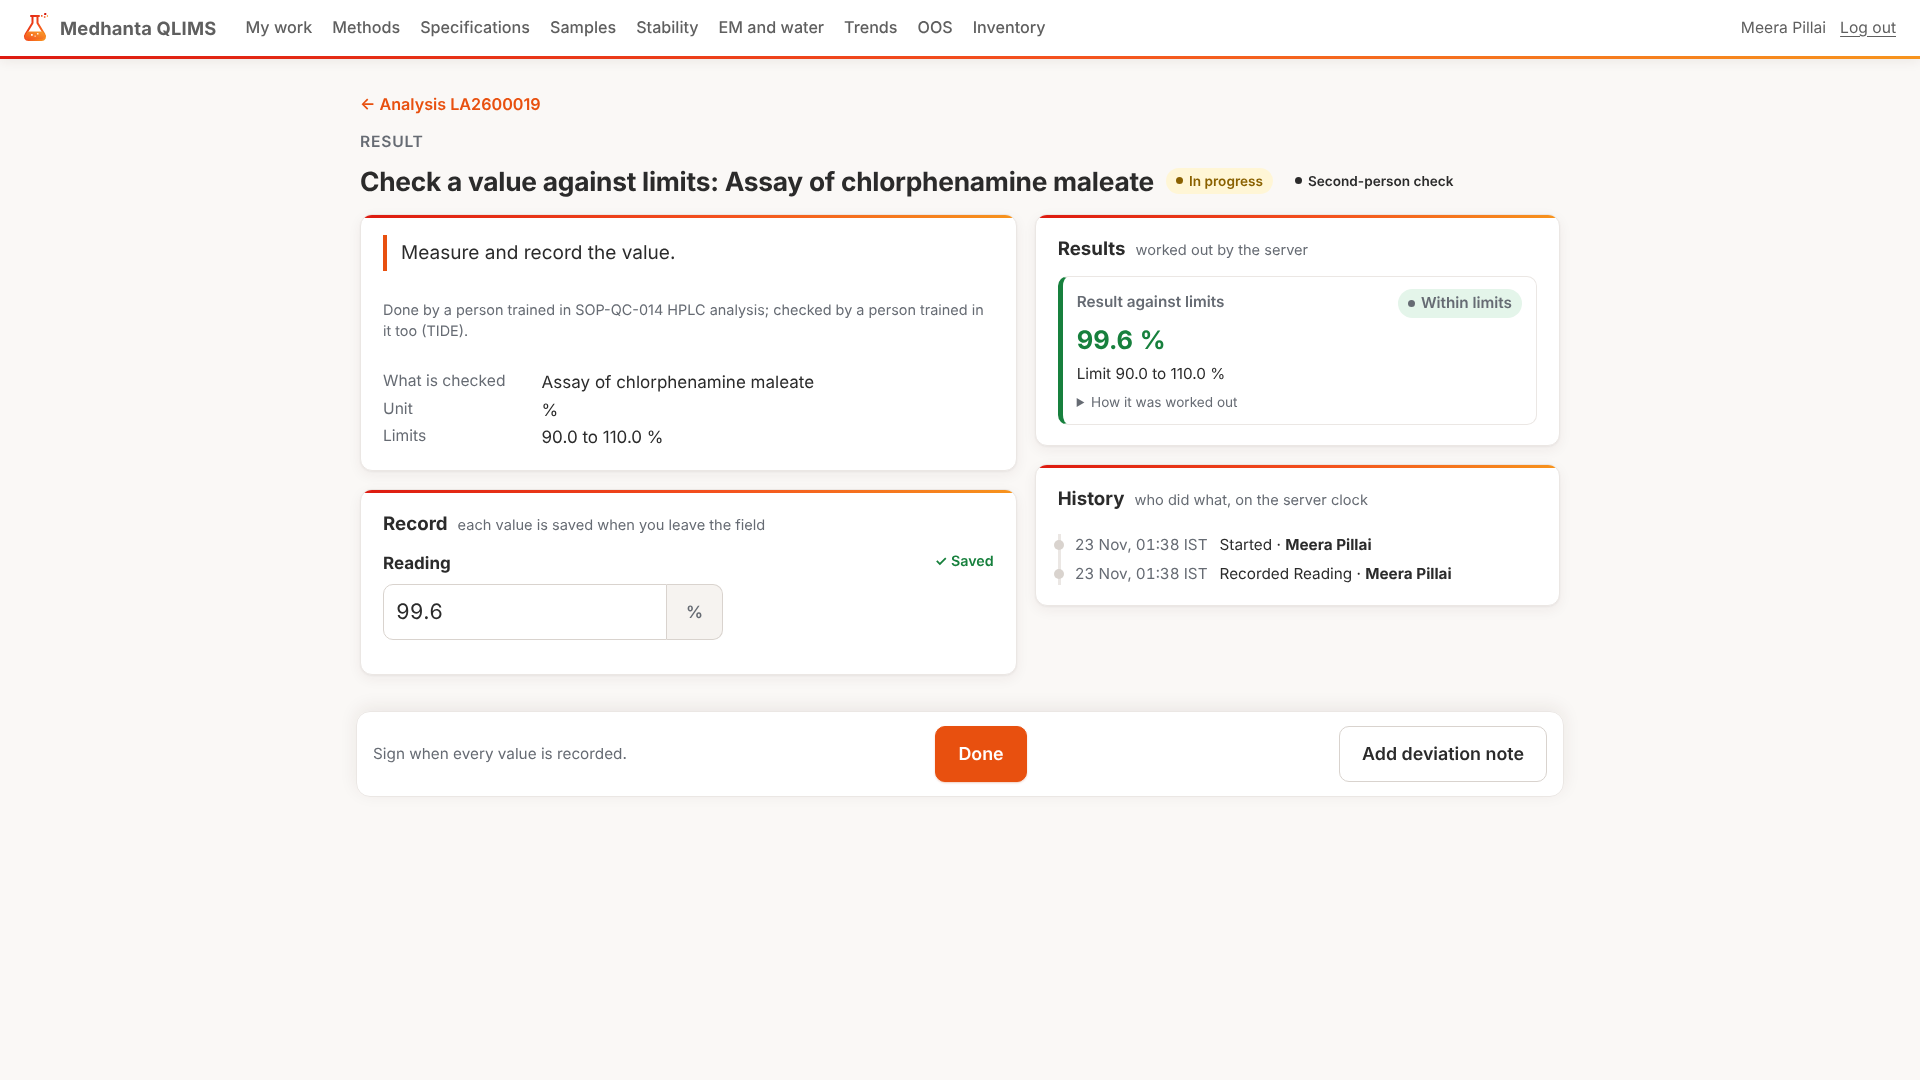 Medhanta QLIMS
My work
Methods
Specifications
Samples
Stability
EM and water
Trends
OOS
Inventory
Meera Pillai
Log out
← Analysis LA2600019
RESULT
Check a value against limits: Assay of chlorphenamine maleate
In progress
Second-person check
Measure and record the value.
Done by a person trained in SOP-QC-014 HPLC analysis; checked by a person trained in
it too (TIDE).
What is checked Assay of chlorphenamine maleate
Unit %
Limits 90.0 to 110.0 %
Record each value is saved when you leave the field
Reading
✓ Saved
99.6 %
Results worked out by the server
Result against limits
Within limits
99.6 %
Limit 90.0 to 110.0 %
▶ How it was worked out
History who did what, on the server clock
23 Nov, 01:38 IST Started · Meera Pillai
23 Nov, 01:38 IST Recorded Reading · Meera Pillai
Sign when every value is recorded.
Done
Add deviation note